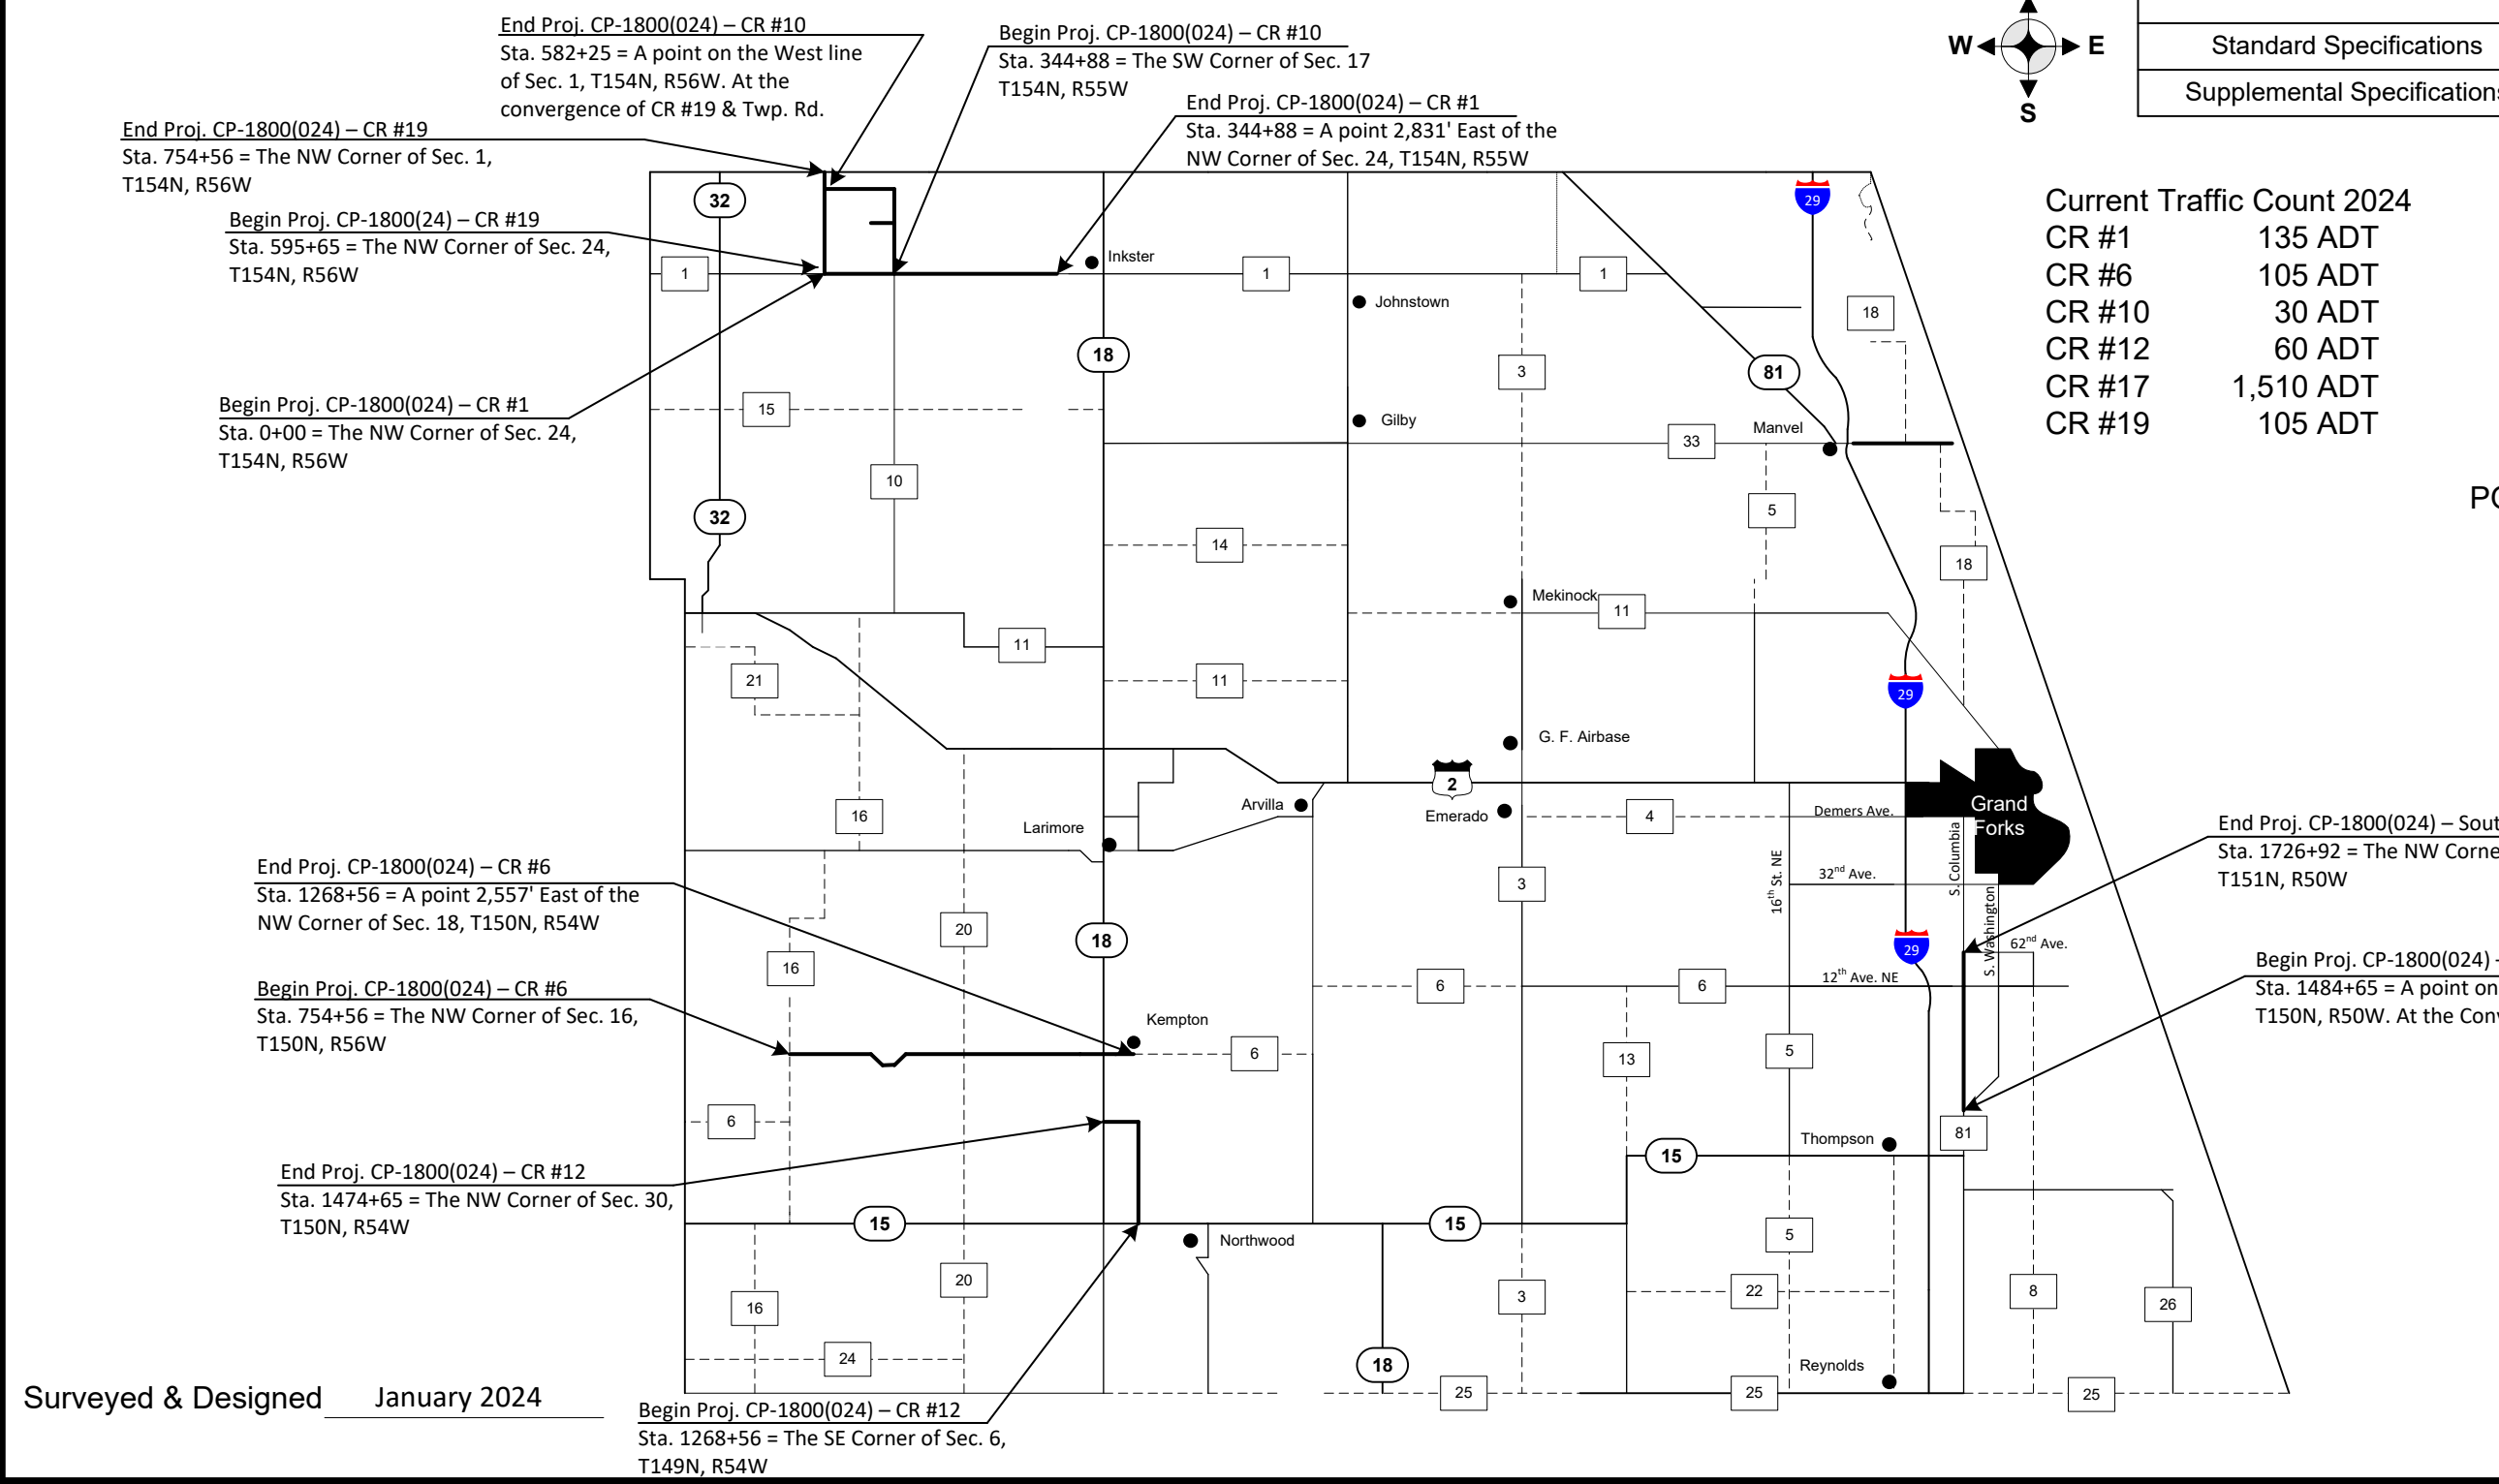 End Proj. CP-1800(024) – CR #10
Sta. 582+25 = A point on the West line
of Sec. 1, T154N, R56W. At the
convergence of CR #19 & Twp. Rd.
Begin Proj. CP-1800(024) – CR #10
Sta. 344+88 = The SW Corner of Sec. 17
T154N, R55W
W
E
S
Standard Specifications
Supplemental Specifications
End Proj. CP-1800(024) – CR #1
Sta. 344+88 = A point 2,831' East of the
NW Corner of Sec. 24, T154N, R55W
End Proj. CP-1800(024) – CR #19
Sta. 754+56 = The NW Corner of Sec. 1,
T154N, R56W
Begin Proj. CP-1800(24) – CR #19
Sta. 595+65 = The NW Corner of Sec. 24,
T154N, R56W
Begin Proj. CP-1800(024) – CR #1
Sta. 0+00 = The NW Corner of Sec. 24,
T154N, R56W
Current Traffic Count 2024
CR #1 135 ADT
CR #6 105 ADT
CR #10 30 ADT
CR #12 60 ADT
CR #17 1,510 ADT
CR #19 105 ADT
32
29
1
Inkster
1
1
Johnstown
18
18
3
81
15
Gilby
33
Manvel
10
32
5
14
18
Mekinock
11
11
21
11
29
G. F. Airbase
2
16
Larimore
Arvilla
Emerado
4
Demers Ave.
Grand
Forks
16th St. NE
32nd Ave.
S. Columbia
S. Washington
3
End Proj. CP-1800(024) – Sout
Sta. 1726+92 = The NW Corne
T151N, R50W
End Proj. CP-1800(024) – CR #6
Sta. 1268+56 = A point 2,557' East of the
NW Corner of Sec. 18, T150N, R54W
20
18
29
62nd Ave.
16
6
6
12th Ave. NE
Begin Proj. CP-1800(024) –
Sta. 1484+65 = A point on
T150N, R50W. At the Conv
Begin Proj. CP-1800(024) – CR #6
Sta. 754+56 = The NW Corner of Sec. 16,
T150N, R56W
Kempton
6
13
5
6
81
Thompson
15
End Proj. CP-1800(024) – CR #12
Sta. 1474+65 = The NW Corner of Sec. 30,
T150N, R54W
15
Northwood
15
5
20
16
3
22
8
26
24
18
Reynolds
25
25
25
Surveyed & Designed January 2024
Begin Proj. CP-1800(024) – CR #12
Sta. 1268+56 = The SE Corner of Sec. 6,
T149N, R54W